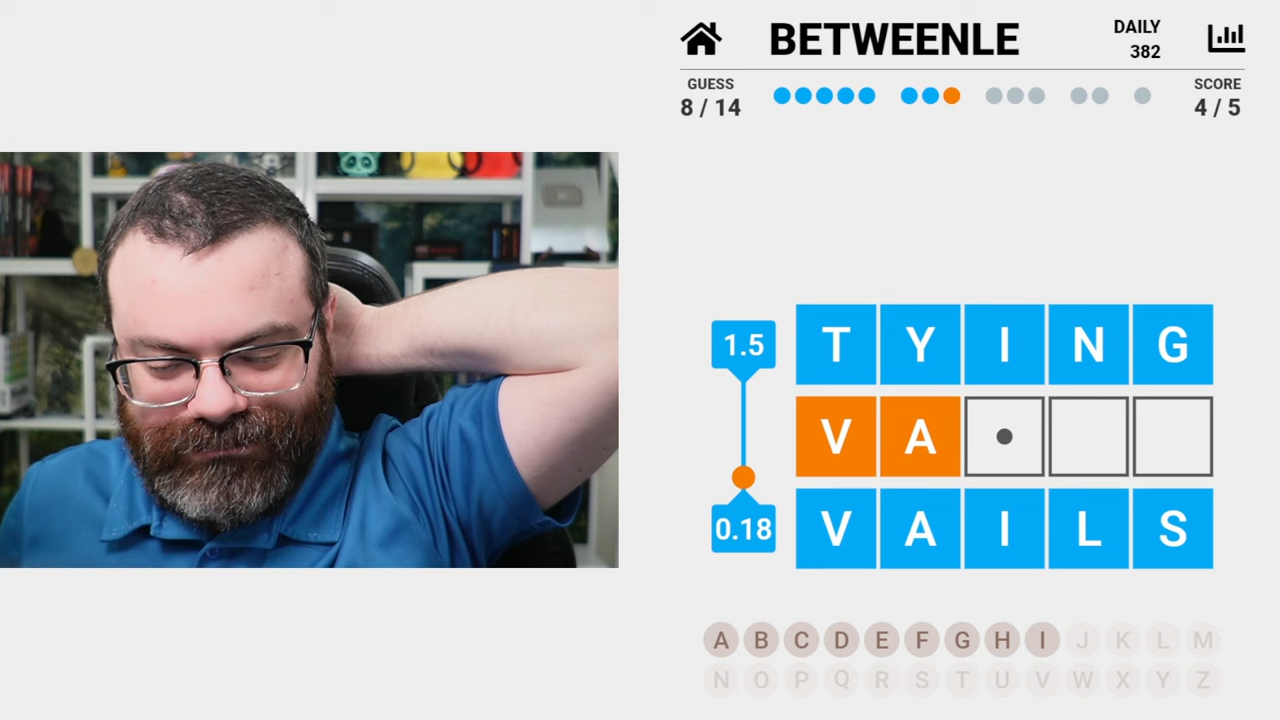 BETWEENLE
DAILY
382
GUESS
8 / 14
SCORE
4 / 5
1.5
T Y I N G
V A
0.18
V A I L S
A B C D E F G H I J K L M
N O P Q R S T U V W X Y Z